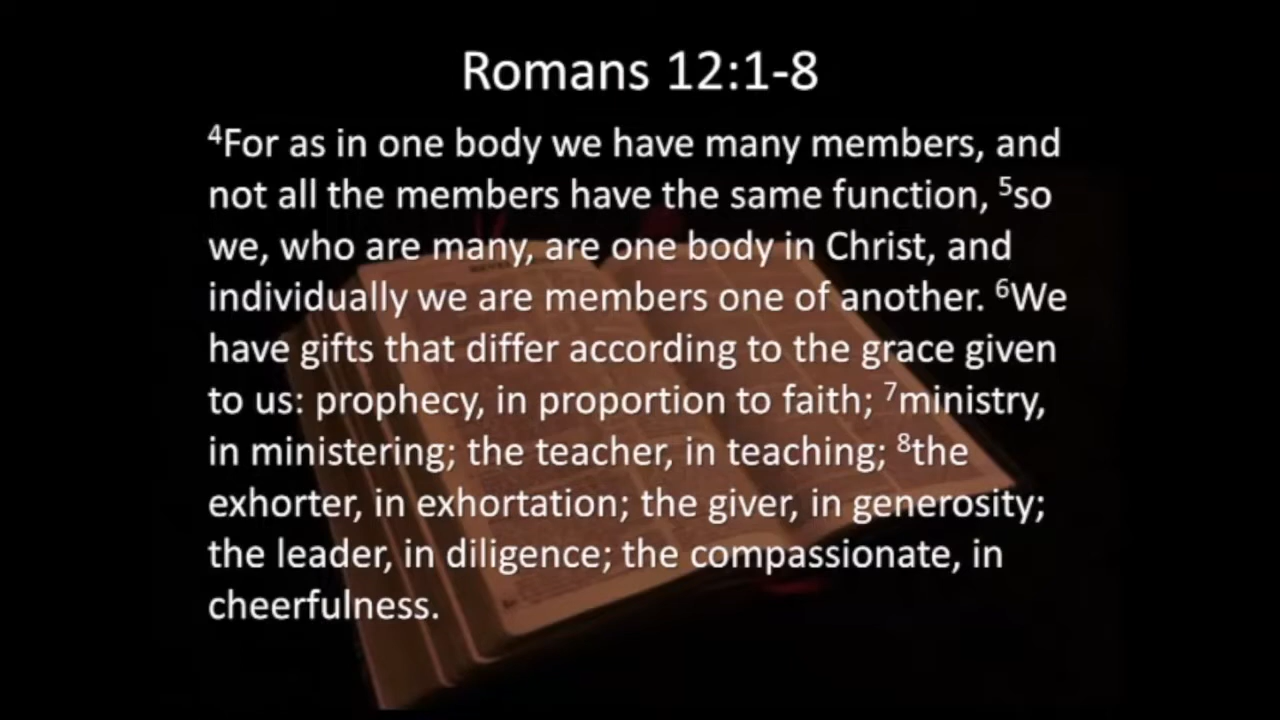 Romans 12:1-8
⁴For as in one body we have many members, and
not all the members have the same function, ⁵so
we, who are many, are one body in Christ, and
individually we are members one of another. ⁶We
have gifts that differ according to the grace given
to us: prophecy, in proportion to faith; ⁷ministry,
in ministering; the teacher, in teaching; ⁸the
exhorter, in exhortation; the giver, in generosity;
the leader, in diligence; the compassionate, in
cheerfulness.